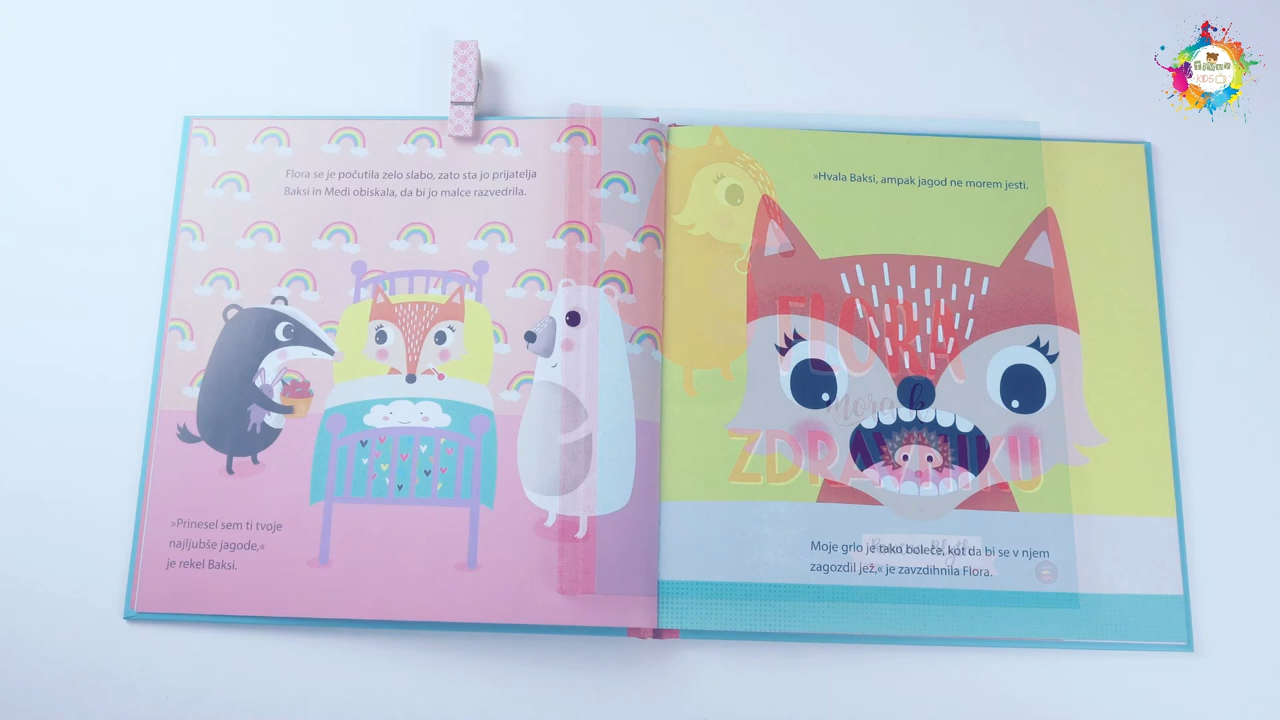 Flora se je počutila zelo slabo, zato sta jo prijatelja
Baksi in Medi obiskala, da bi jo malce razvedrila.
»Prinesel sem ti tvoje
najljubše jagode,«
je rekel Baksi.
»Hvala Baksi, ampak jagod ne morem jesti.
FLORA
mora k
ZDRAVNIKU
Moje grlo je tako boleče, kot da bi se v njem
zagozdil jež,« je zavzdihnila Flora.
KIDS